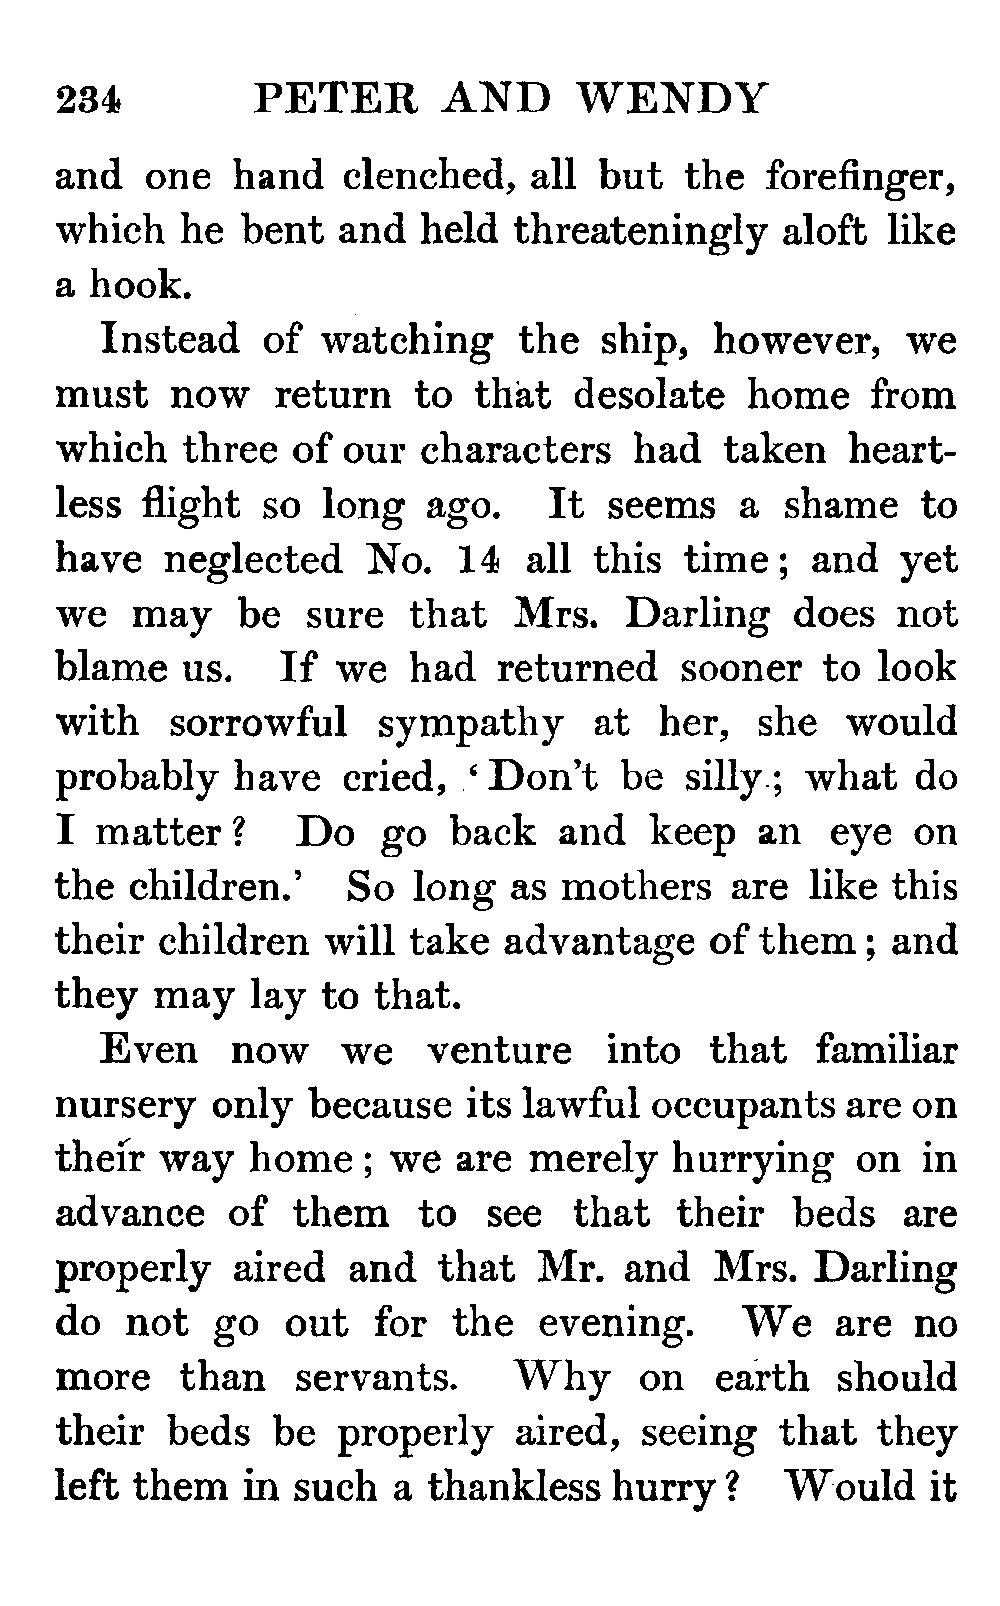 234 PETER AND WENDY
and one hand clenched, all but the forefinger,
which he bent and held threateningly aloft like
a hook.
Instead of watching the ship, however, we
must now return to that desolate home from
which three of our characters had taken heart-
less flight so long ago. It seems a shame to
have neglected No. 14 all this time; and yet
we may be sure that Mrs. Darling does not
blame us. If we had returned sooner to look
with sorrowful sympathy at her, she would
probably have cried, ‘Don’t be silly; what do
I matter? Do go back and keep an eye on
the children.’ So long as mothers are like this
their children will take advantage of them; and
they may lay to that.
Even now we venture into that familiar
nursery only because its lawful occupants are on
their way home; we are merely hurrying on in
advance of them to see that their beds are
properly aired and that Mr. and Mrs. Darling
do not go out for the evening. We are no
more than servants. Why on earth should
their beds be properly aired, seeing that they
left them in such a thankless hurry? Would it